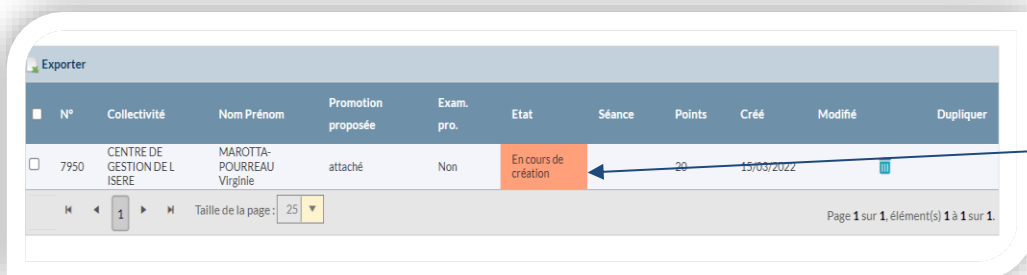 Exporter
N° Collectivité Nom Prénom Promotion proposée Exam. pro. Etat Séance Points Créé Modifié Dupliquer
7950 CENTRE DE GESTION DE L ISERE MAROTTA-POURREAU Virginie attaché Non En cours de création 20 15/03/2022
1 Taille de la page : 25 Page 1 sur 1, élément(s) 1 à 1 sur 1.